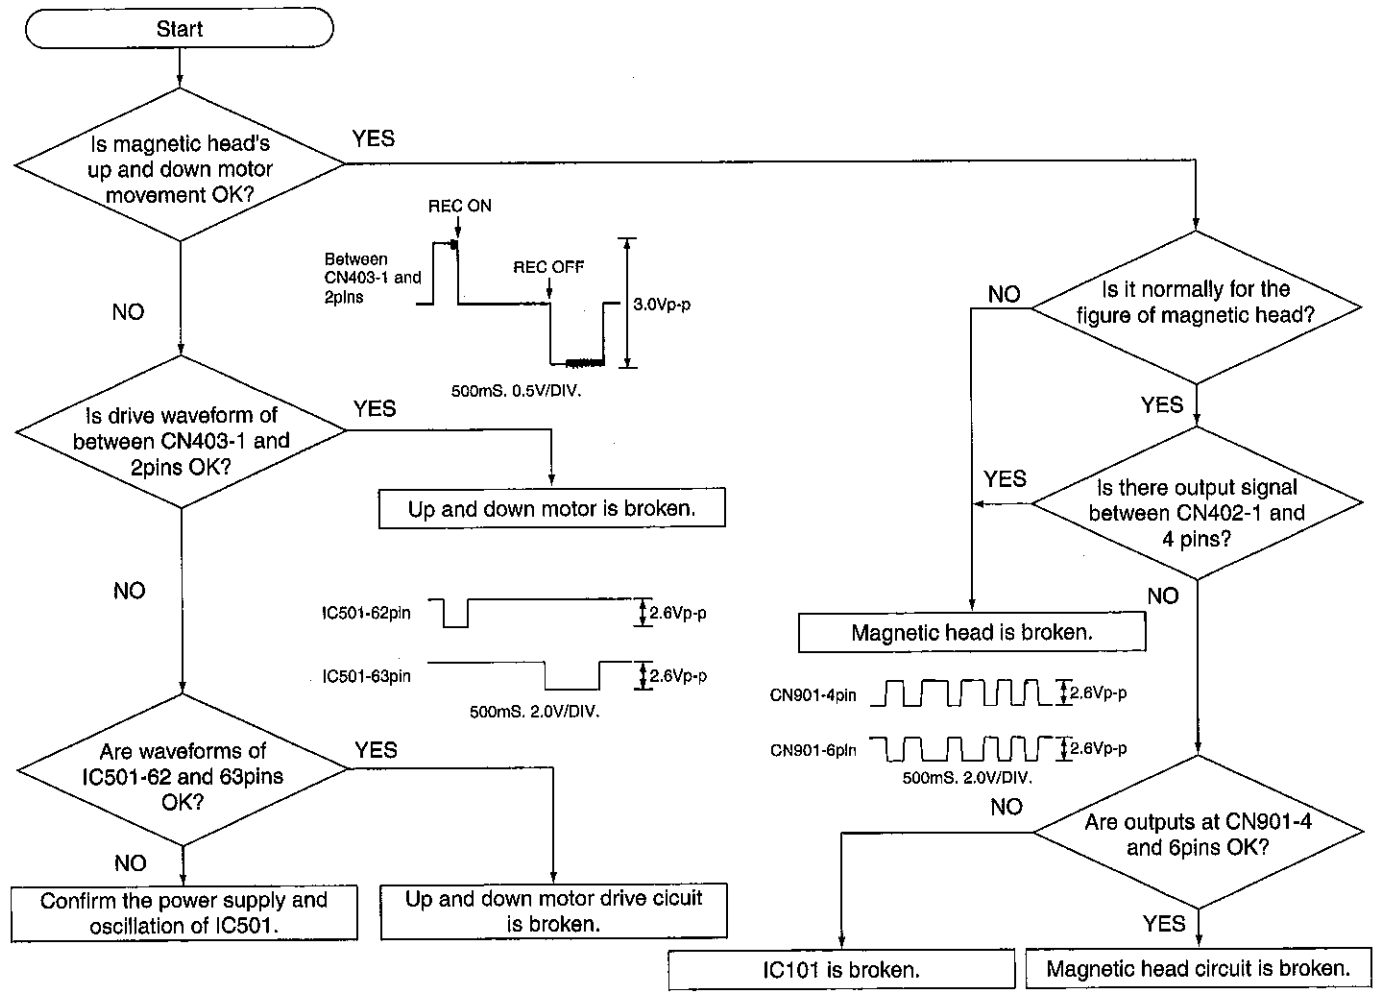 Start
Is magnetic head's
up and down motor
movement OK?
YES
NO
REC ON
Between
CN403-1 and
2pins
REC OFF
3.0Vp-p
500mS. 0.5V/DIV.
Is it normally for the
figure of magnetic head?
NO
YES
Is drive waveform of
between CN403-1 and
2pins OK?
YES
Up and down motor is broken.
NO
Is there output signal
between CN402-1 and
4 pins?
YES
NO
Magnetic head is broken.
IC501-62pin
2.6Vp-p
IC501-63pin
2.6Vp-p
500mS. 2.0V/DIV.
CN901-4pin
2.6Vp-p
CN901-6pin
2.6Vp-p
500mS. 2.0V/DIV.
Are waveforms of
IC501-62 and 63pins
OK?
YES
NO
Confirm the power supply and
oscillation of IC501.
Up and down motor drive cicuit
is broken.
Are outputs at CN901-4
and 6pins OK?
NO
YES
IC101 is broken.
Magnetic head circuit is broken.